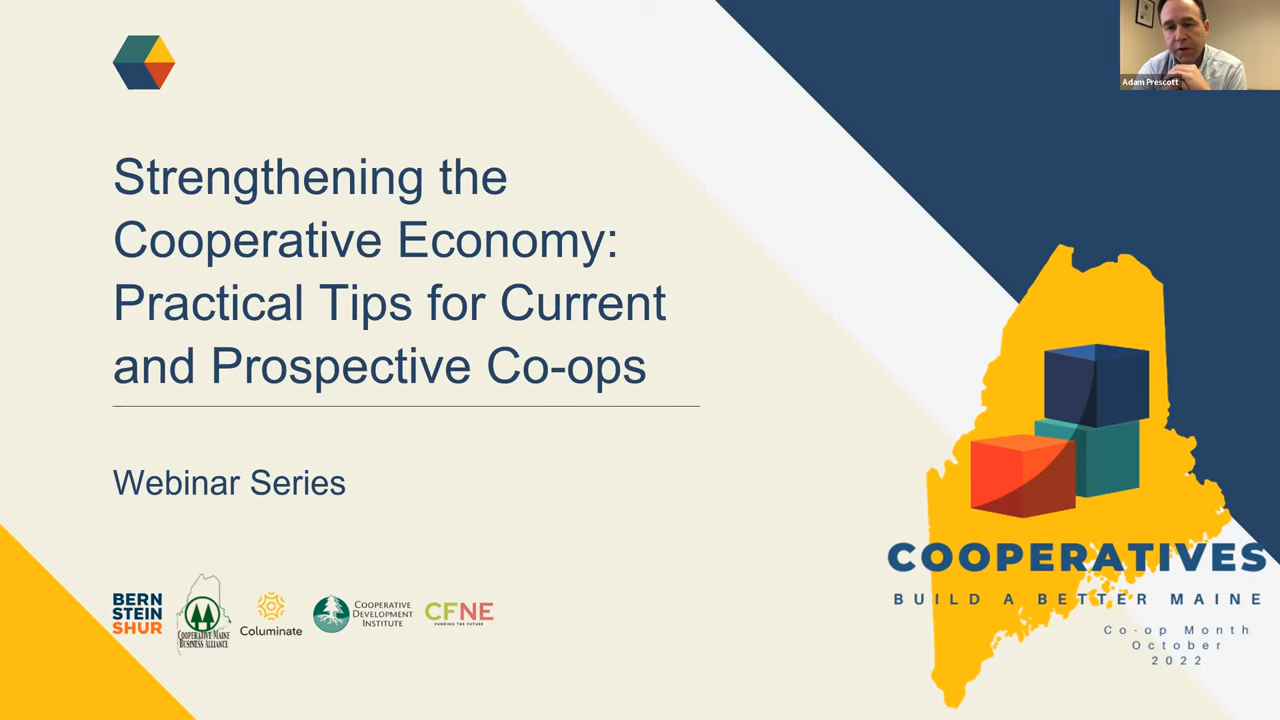 Adam Prescott
Strengthening the
Cooperative Economy:
Practical Tips for Current
and Prospective Co-ops
Webinar Series
BERN
STEIN
SHUR
COOPERATIVE MAINE
BUSINESS ALLIANCE
Columinate
COOPERATIVE
DEVELOPMENT
INSTITUTE
CFNE
FUNDING THE FUTURE
COOPERATIVES
BUILD A BETTER MAINE
Co-op Month
October
2022